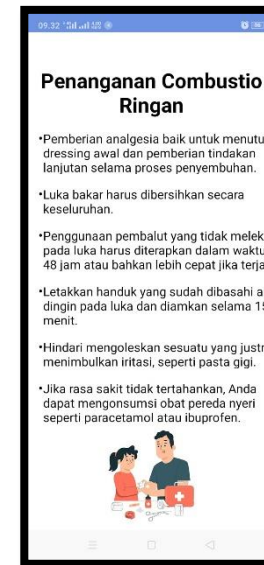 09.32
Penanganan Combustio
Ringan
•Pemberian analgesia baik untuk menutu
dressing awal dan pemberian tindakan
lanjutan selama proses penyembuhan.
•Luka bakar harus dibersihkan secara
keseluruhan.
•Penggunaan pembalut yang tidak melek
pada luka harus diterapkan dalam waktu
48 jam atau bahkan lebih cepat jika terja
•Letakkan handuk yang sudah dibasahi a
dingin pada luka dan diamkan selama 15
menit.
•Hindari mengoleskan sesuatu yang justr
menimbulkan iritasi, seperti pasta gigi.
•Jika rasa sakit tidak tertahankan, Anda
dapat mengonsumsi obat pereda nyeri
seperti paracetamol atau ibuprofen.